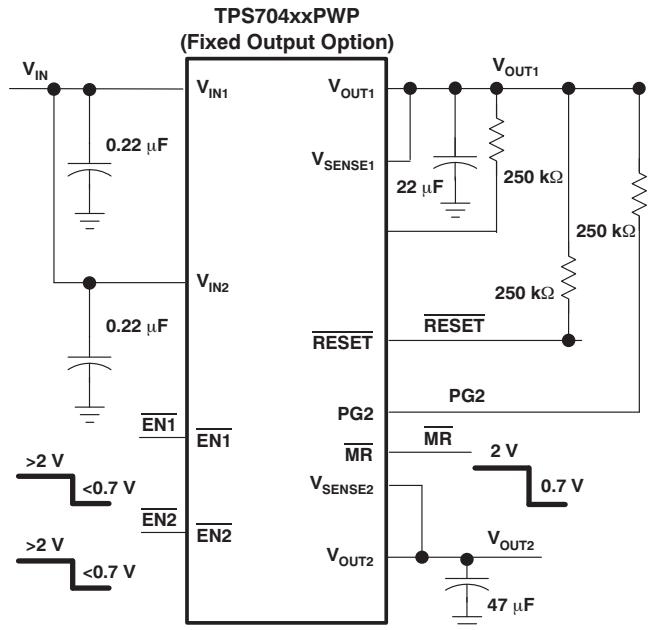 TPS704xxPWP
(Fixed Output Option)
VIN
VIN1
VOUT1
VOUT1
0.22 μF
VSENSE1
22 μF
250 kΩ
250 kΩ
VIN2
250 kΩ
0.22 μF
RESET
RESET
PG2
PG2
EN1
EN1
MR
MR
2 V
>2 V
<0.7 V
VSENSE2
0.7 V
EN2
EN2
>2 V
<0.7 V
VOUT2
VOUT2
47 μF